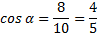 cos α = 8/10 = 4/5